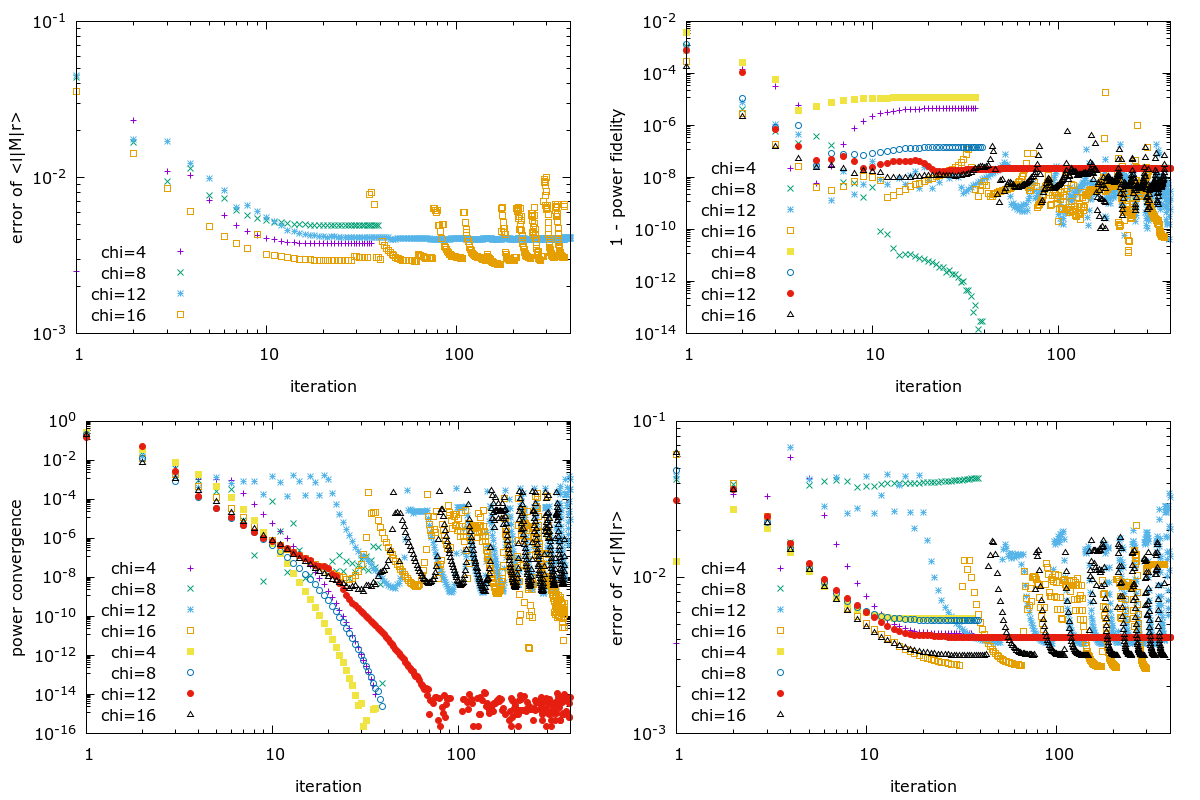 10^-1
10^-2
10^-3
error of <l|M|r>
chi=4
chi=8
chi=12
chi=16
1
10
100
iteration
10^-2
10^-4
10^-6
10^-8
10^-10
10^-12
10^-14
1 - power fidelity
chi=4
chi=8
chi=12
chi=16
chi=4
chi=8
chi=12
chi=16
1
10
100
iteration
10^0
10^-2
10^-4
10^-6
10^-8
10^-10
10^-12
10^-14
10^-16
power convergence
chi=4
chi=8
chi=12
chi=16
chi=4
chi=8
chi=12
chi=16
1
10
100
iteration
10^-1
10^-2
10^-3
error of <r|M|r>
chi=4
chi=8
chi=12
chi=16
chi=4
chi=8
chi=12
chi=16
1
10
100
iteration